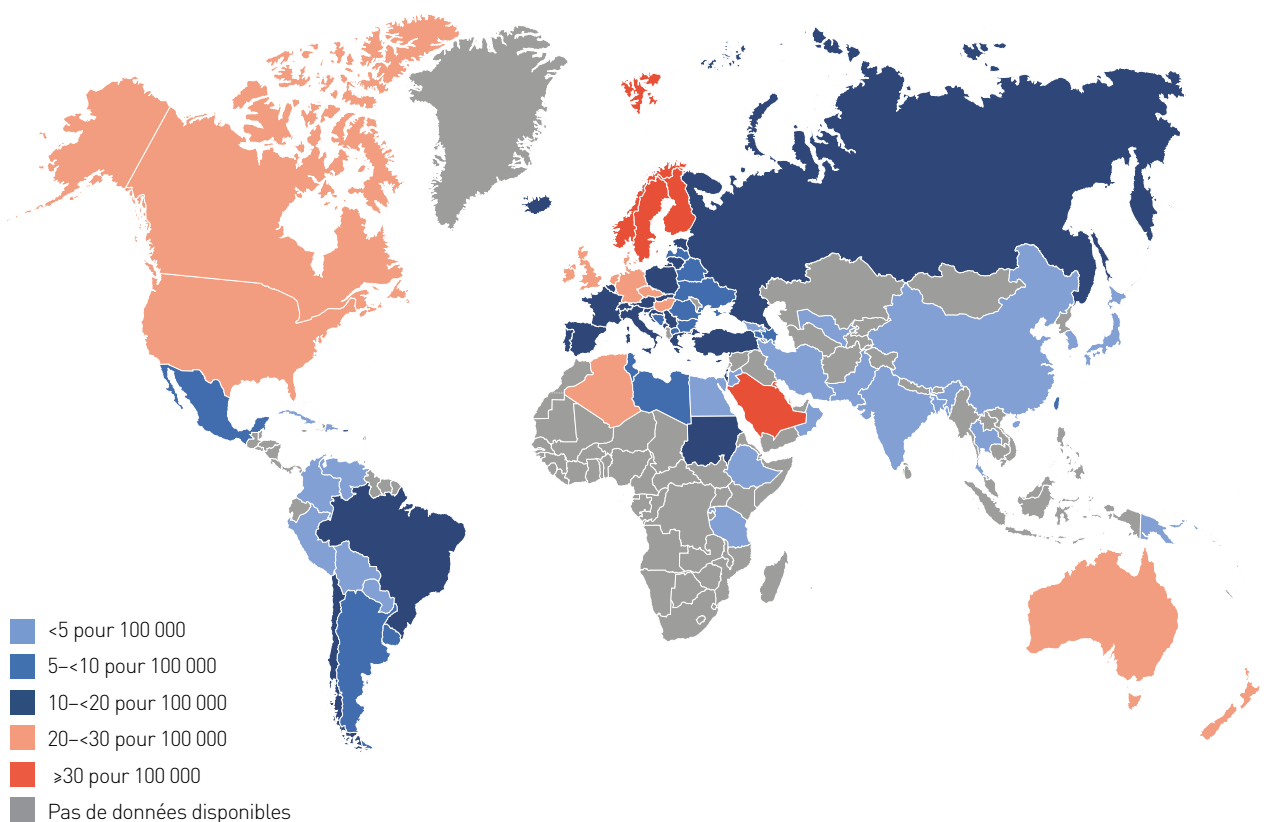 <5 pour 100 000
5–<10 pour 100 000
10–<20 pour 100 000
20–<30 pour 100 000
⩾30 pour 100 000
Pas de données disponibles